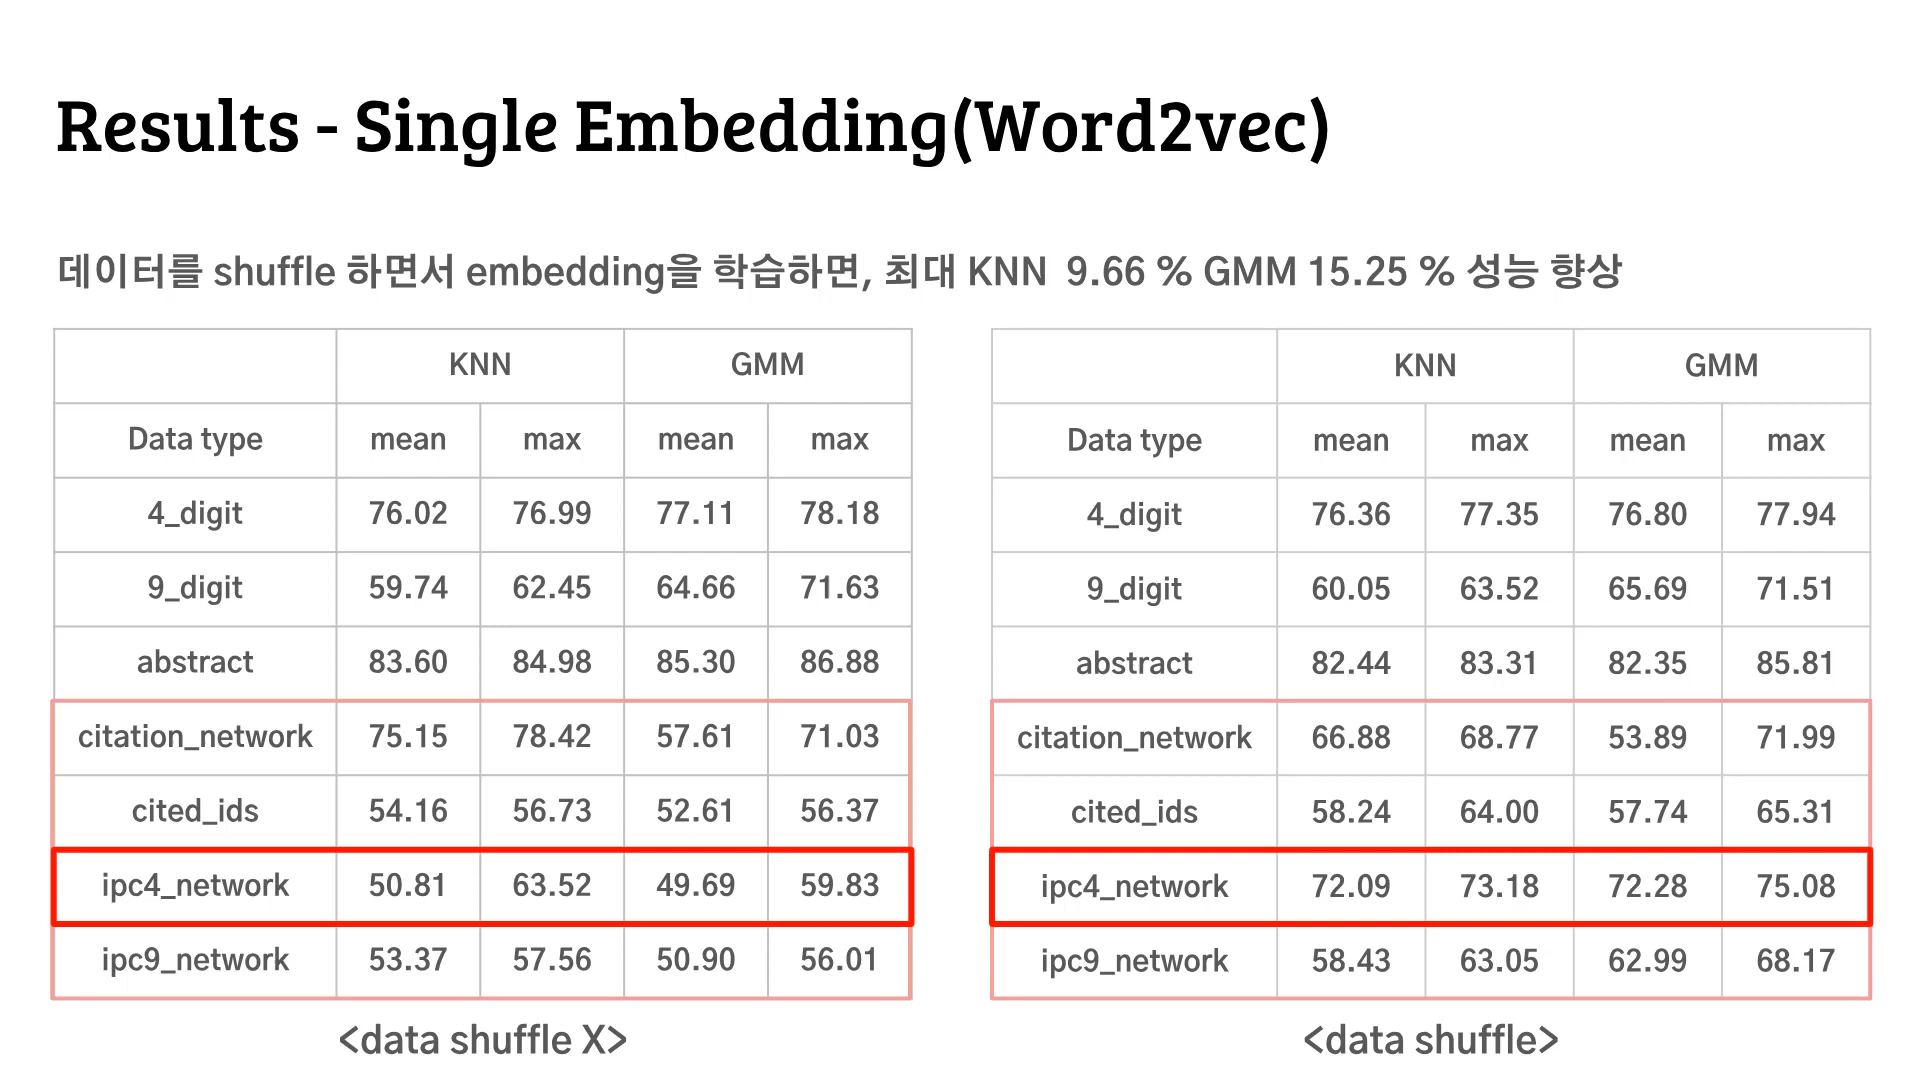 Results - Single Embedding(Word2vec)
데이터를 shuffle 하면서 embedding을 학습하면, 최대 KNN 9.66 % GMM 15.25 % 성능 향상
KNN GMM
Data type mean max mean max
4_digit 76.02 76.99 77.11 78.18
9_digit 59.74 62.45 64.66 71.63
abstract 83.60 84.98 85.30 86.88
citation_network 75.15 78.42 57.61 71.03
cited_ids 54.16 56.73 52.61 56.37
ipc4_network 50.81 63.52 49.69 59.83
ipc9_network 53.37 57.56 50.90 56.01
<data shuffle X>
KNN GMM
Data type mean max mean max
4_digit 76.36 77.35 76.80 77.94
9_digit 60.05 63.52 65.69 71.51
abstract 82.44 83.31 82.35 85.81
citation_network 66.88 68.77 53.89 71.99
cited_ids 58.24 64.00 57.74 65.31
ipc4_network 72.09 73.18 72.28 75.08
ipc9_network 58.43 63.05 62.99 68.17
<data shuffle>